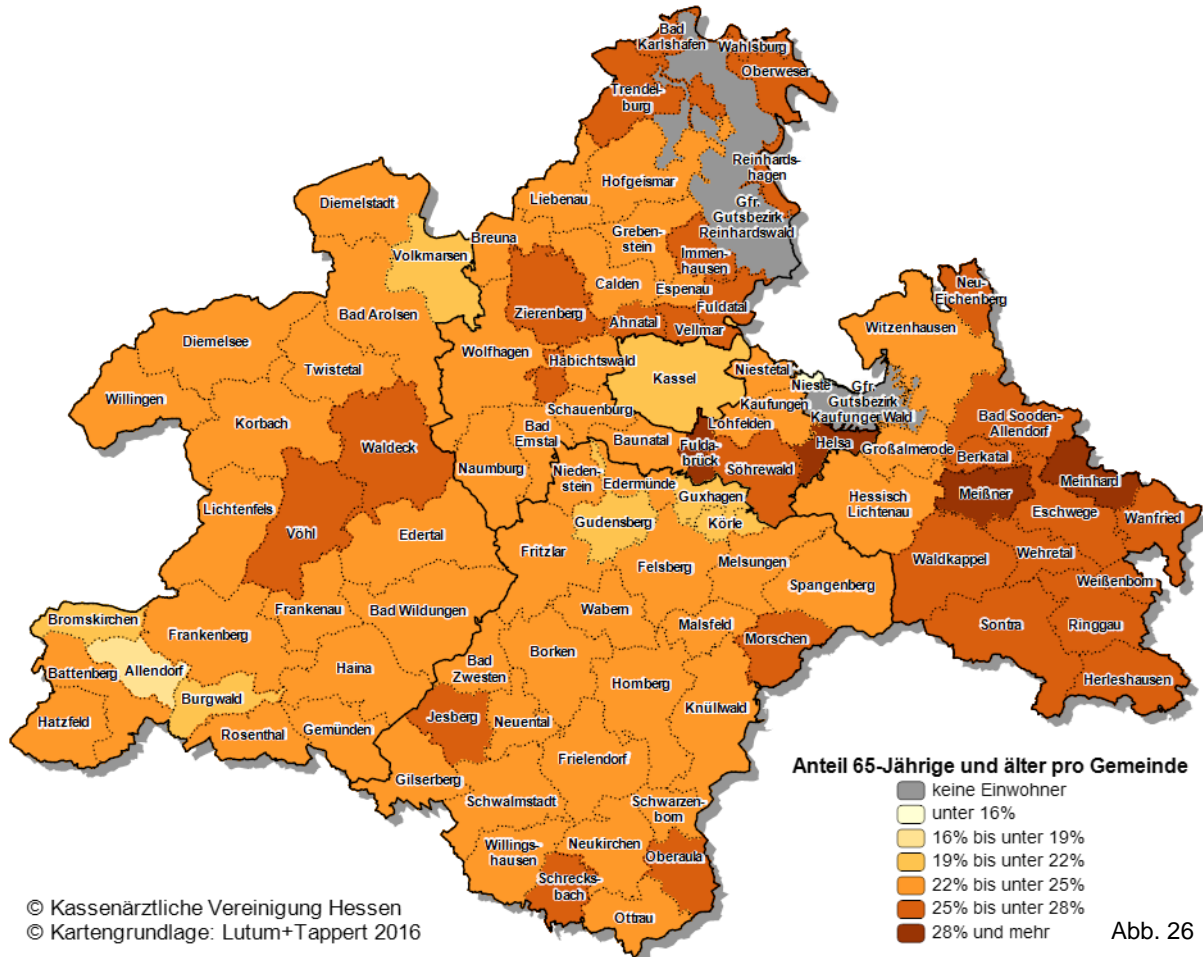 Bad
Karlshafen
Wahlsburg
Oberweser
Trendel-
burg
Reinhards-
hagen
Hofgeismar
Liebenau
Diemelstadt
Gfr.
Gutsbezirk
Reinhardswald
Greben-
stein
Breuna
Volkmarsen
Immen-
hausen
Calden
Espenau
Neu-
Eichenberg
Fuldatal
Bad Arolsen
Zierenberg
Ahnatal
Vellmar
Witzenhausen
Diemelsee
Wolfhagen
Habichtswald
Twistetal
Kassel
Niestetal
Nieste
Gfr.
Gutsbezirk
Kaufunger Wald
Willingen
Kaufungen
Schauenburg
Korbach
Bad Sooden-
Allendorf
Lohfelden
Bad
Emstal
Baunatal
Fulda-
brück
Helsa
Großalmerode
Waldeck
Berkatal
Naumburg
Söhrewald
Nieden-
stein
Edermünde
Meißner
Meinhard
Guxhagen
Hessisch
Lichtenau
Lichtenfels
Eschwege
Wanfried
Gudensberg
Körle
Vöhl
Edertal
Fritzlar
Wehretal
Melsungen
Waldkappel
Felsberg
Spangenberg
Weißenborn
Frankenau
Bad Wildungen
Wabern
Bromskirchen
Malsfeld
Sontra
Ringgau
Frankenberg
Morschen
Borken
Allendorf
Battenberg
Haina
Bad
Zwesten
Homberg
Herleshausen
Burgwald
Knüllwald
Hatzfeld
Jesberg
Neuental
Gemünden
Rosenthal
Frielendorf
Gilserberg
Schwalmstadt
Schwarzen-
born
Willings-
hausen
Neukirchen
Oberaula
Schrecks-
bach
Ottrau
Anteil 65-Jährige und älter pro Gemeinde
keine Einwohner
unter 16%
16% bis unter 19%
19% bis unter 22%
22% bis unter 25%
25% bis unter 28%
28% und mehr
Abb. 26
© Kassenärztliche Vereinigung Hessen
© Kartengrundlage: Lutum+Tappert 2016